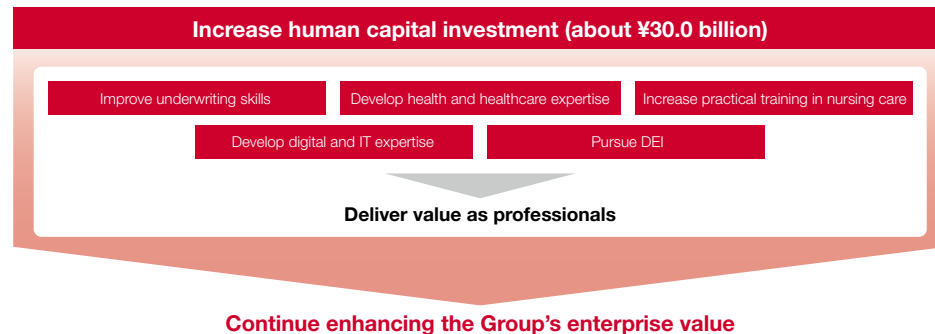 Increase human capital investment (about ¥30.0 billion)
Improve underwriting skills
Develop health and healthcare expertise
Increase practical training in nursing care
Develop digital and IT expertise
Pursue DEI
Deliver value as professionals
Continue enhancing the Group's enterprise value